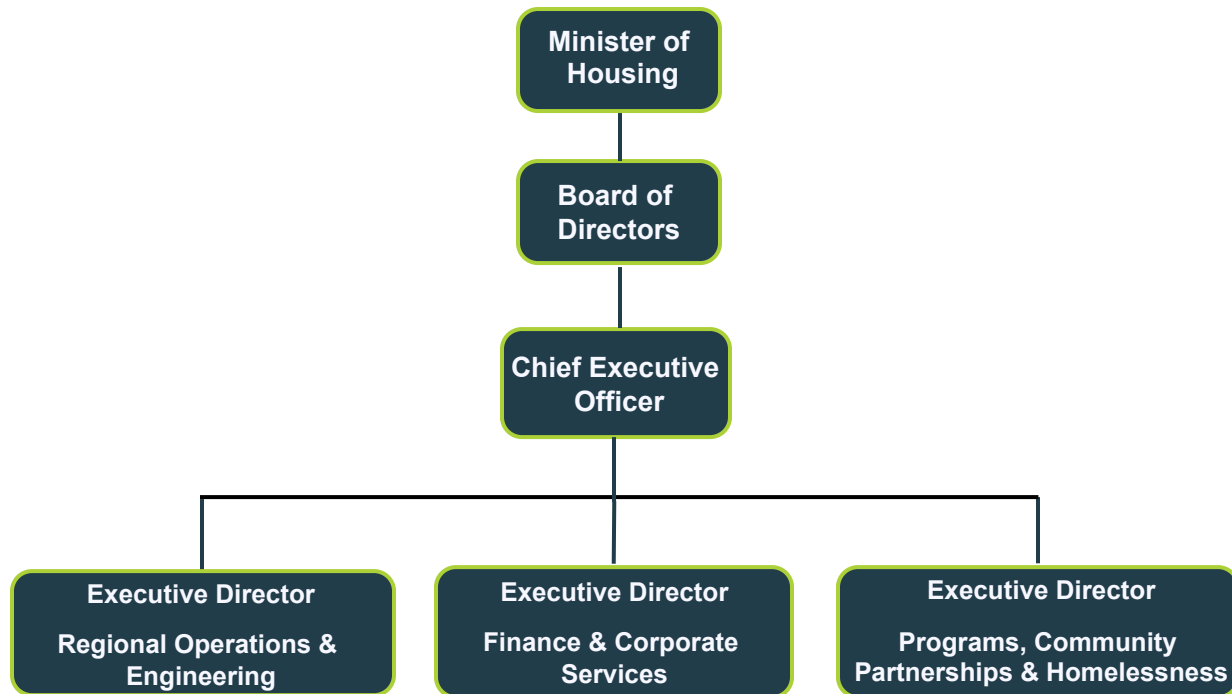 Minister of
Housing
Board of
Directors
Chief Executive
Officer
Executive Director
Regional Operations &
Engineering
Executive Director
Finance & Corporate
Services
Executive Director
Programs, Community
Partnerships & Homelessness